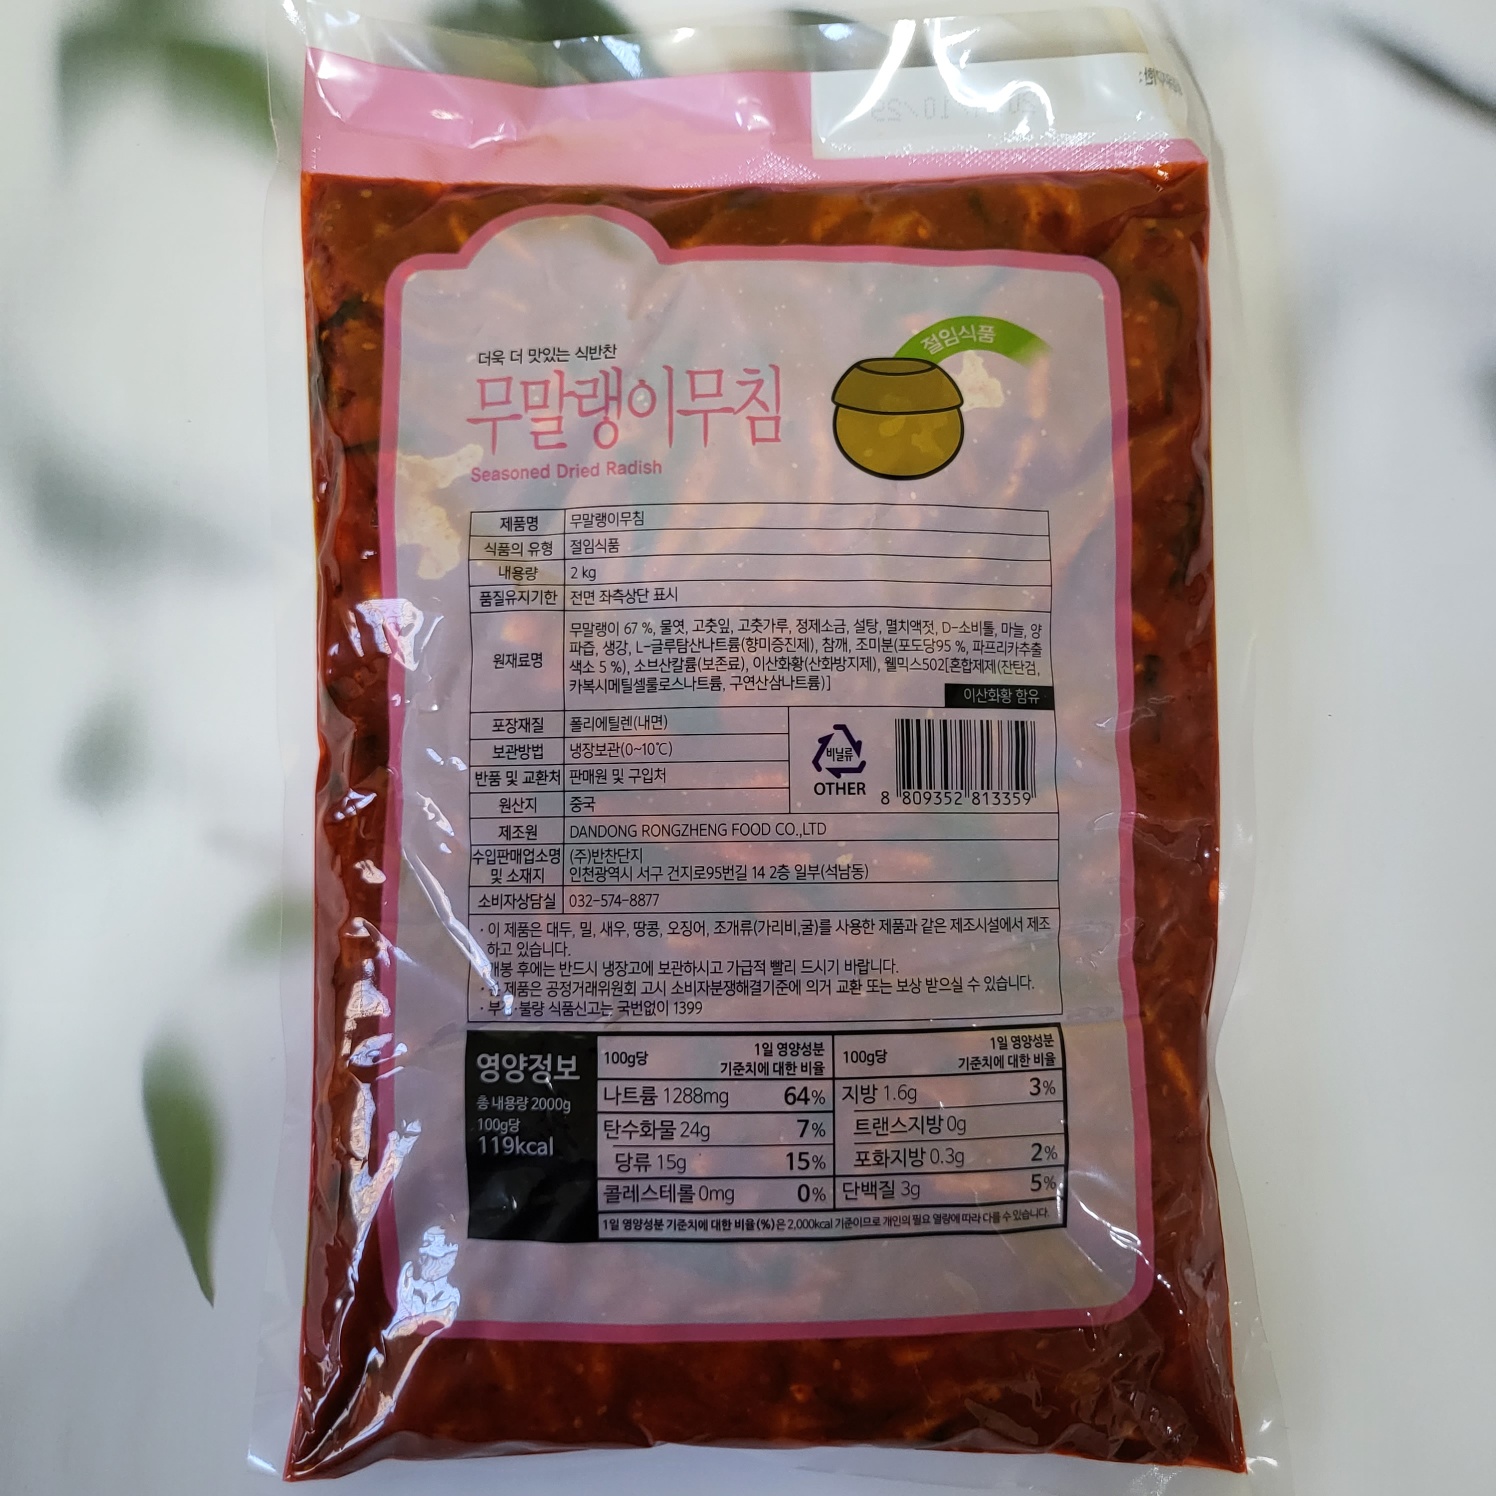 절임식품
더욱 더 맛있는 식반찬
무말랭이무침
Seasoned Dried Radish
제품명 무말랭이무침
식품의 유형 절임식품
내용량 2 kg
품질유지기한 전면 좌측상단 표시
원재료명 무말랭이 67 %, 물엿, 고춧잎, 고춧가루, 정제소금, 설탕, 멸치액젓, D-소비톨, 마늘, 양
파즙, 생강, L-글루탐산나트륨(향미증진제), 참깨, 조미분(포도당95 %, 파프리카추출
색소 5 %), 소브산칼륨(보존료), 이산화황(산화방지제), 웰믹스502[혼합제제(잔탄검,
카복시메틸셀룰로스나트륨, 구연산삼나트륨)]
이산화황 함유
포장재질 폴리에틸렌(내면)
보관방법 냉장보관(0~10℃)
반품 및 교환처 판매원 및 구입처
원산지 중국
비닐류
OTHER
8 809352 813359
제조원 DANDONG RONGZHENG FOOD CO.,LTD
수입판매업소명 (주)반찬단지
및 소재지 인천광역시 서구 건지로95번길 14 2층 일부(석남동)
소비자상담실 032-574-8877
· 이 제품은 대두, 밀, 새우, 땅콩, 오징어, 조개류(가리비,굴)를 사용한 제품과 같은 제조시설에서 제조
하고 있습니다.
개봉 후에는 반드시 냉장고에 보관하시고 가급적 빨리 드시기 바랍니다.
· 제품은 공정거래위원회 고시 소비자분쟁해결기준에 의거 교환 또는 보상 받으실 수 있습니다.
· 불량 식품신고는 국번없이 1399
영양정보
총 내용량 2000g
100g당
119kcal
100g당 1일 영양성분
기준치에 대한 비율
나트륨 1288mg 64%
탄수화물 24g 7%
당류 15g 15%
콜레스테롤 0mg 0%
100g당 1일 영양성분
기준치에 대한 비율
지방 1.6g 3%
트랜스지방 0g
포화지방 0.3g 2%
단백질 3g 5%
1일 영양성분 기준치에 대한 비율(%)은 2,000kcal 기준이므로 개인의 필요 열량에 따라 다를 수 있습니다.